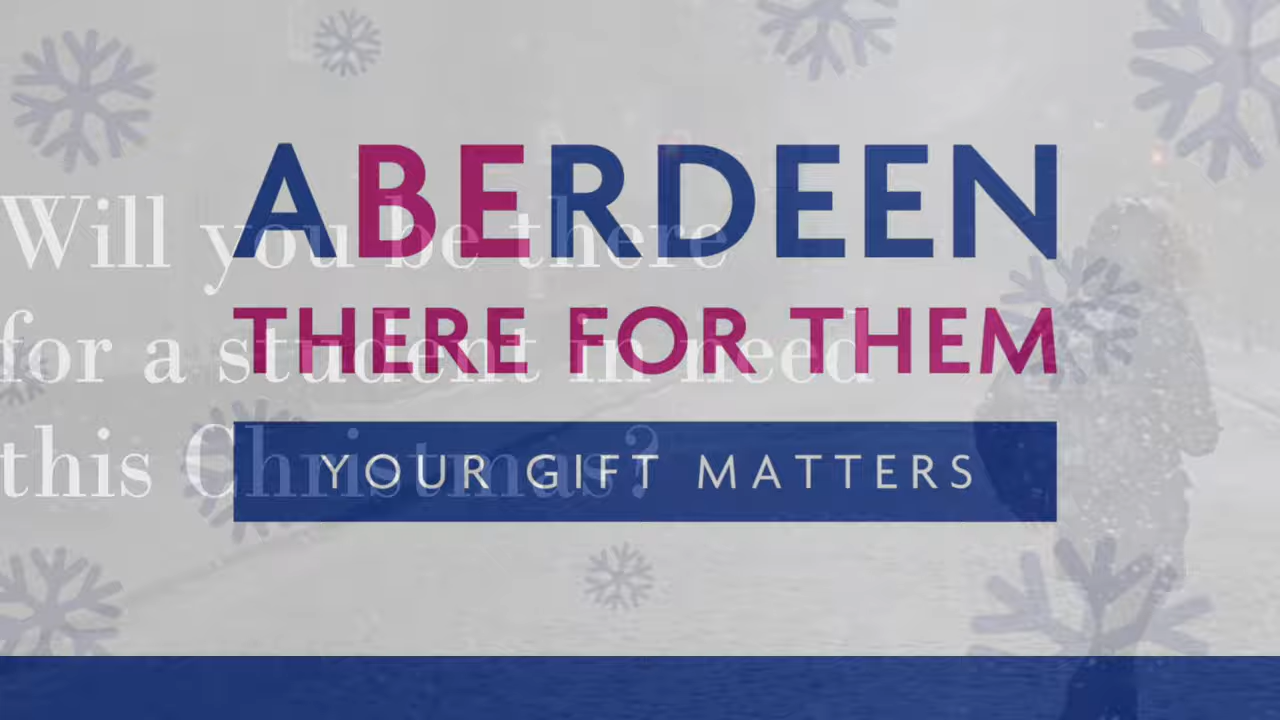 ABERDEEN
THERE FOR THEM
YOUR GIFT MATTERS
Will you be there
for a student in need
this Christmas?